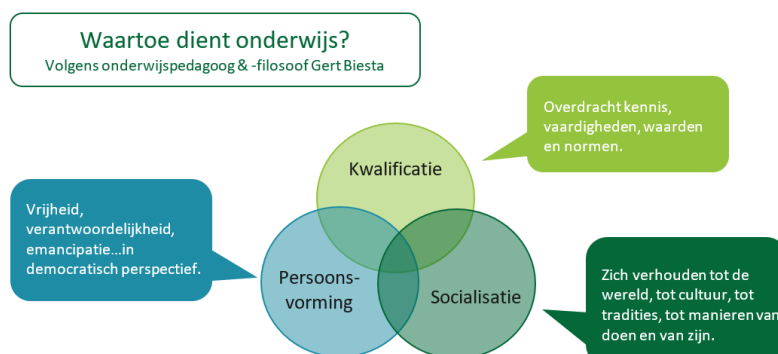 Waartoe dient onderwijs?
Volgens onderwijspedagoog & -filosoof Gert Biesta
Overdracht kennis,
vaardigheden, waarden
en normen.
Kwalificatie
Vrijheid,
verantwoordelijkheid,
emancipatie...in
democratisch perspectief.
Persoons-
vorming
Socialisatie
Zich verhouden tot de
wereld, tot cultuur, tot
tradities, tot manieren van
doen en van zijn.